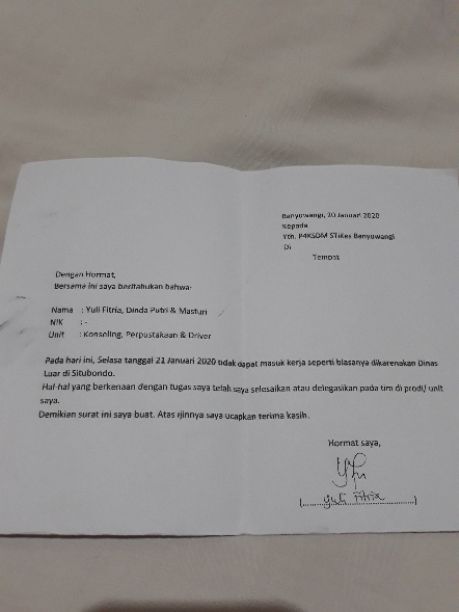 Banyuwangi, 20 Januari 2020
Kepada
Yth. P4KSDM STikes Banyuwangi
Di
Tempat
Dengan Hormat,
Bersama ini saya beritahukan bahwa:
Nama : Yuli Fitria, Dinda Putri & Masturi
NIK : -
Unit : Konseling, Perpustakaan & Driver
Pada hari ini, Selasa tanggal 21 Januari 2020 tidak dapat masuk kerja seperti biasanya dikarenakan Dinas
Luar di Situbondo.
Hal-hal yang berkenaan dengan tugas saya telah saya selesaikan atau delegasikan pada tim di prodi/ unit
saya.
Demikian surat ini saya buat. Atas ijinnya saya ucapkan terima kasih.
Hormat saya,
(Yuli Fitria)